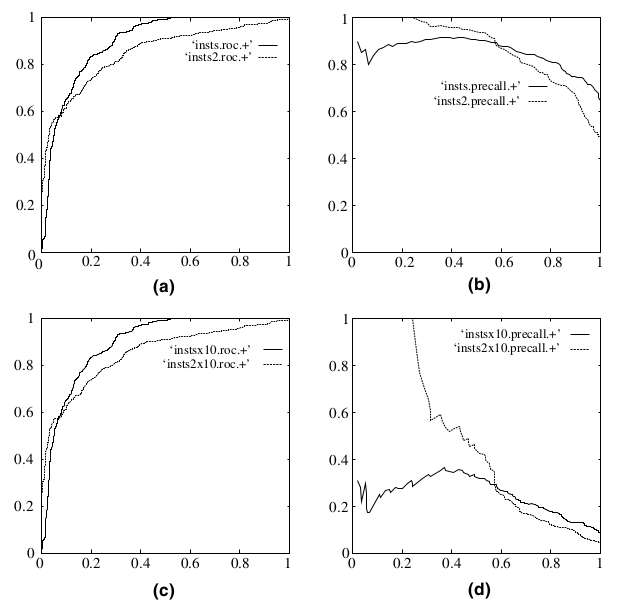 1
0.8
0.6
0.4
0.2
0
0 0.2 0.4 0.6 0.8 1
'insts.roc.+'
'insts2.roc.+'
(a)
1
0.8
0.6
0.4
0.2
0
0 0.2 0.4 0.6 0.8 1
'insts.precall.+'
'insts2.precall.+'
(b)
1
0.8
0.6
0.4
0.2
0
0 0.2 0.4 0.6 0.8 1
'instsx10.roc.+'
'insts2x10.roc.+'
(c)
1
0.8
0.6
0.4
0.2
0
0 0.2 0.4 0.6 0.8 1
'instsx10.precall.+'
'insts2x10.precall.+'
(d)